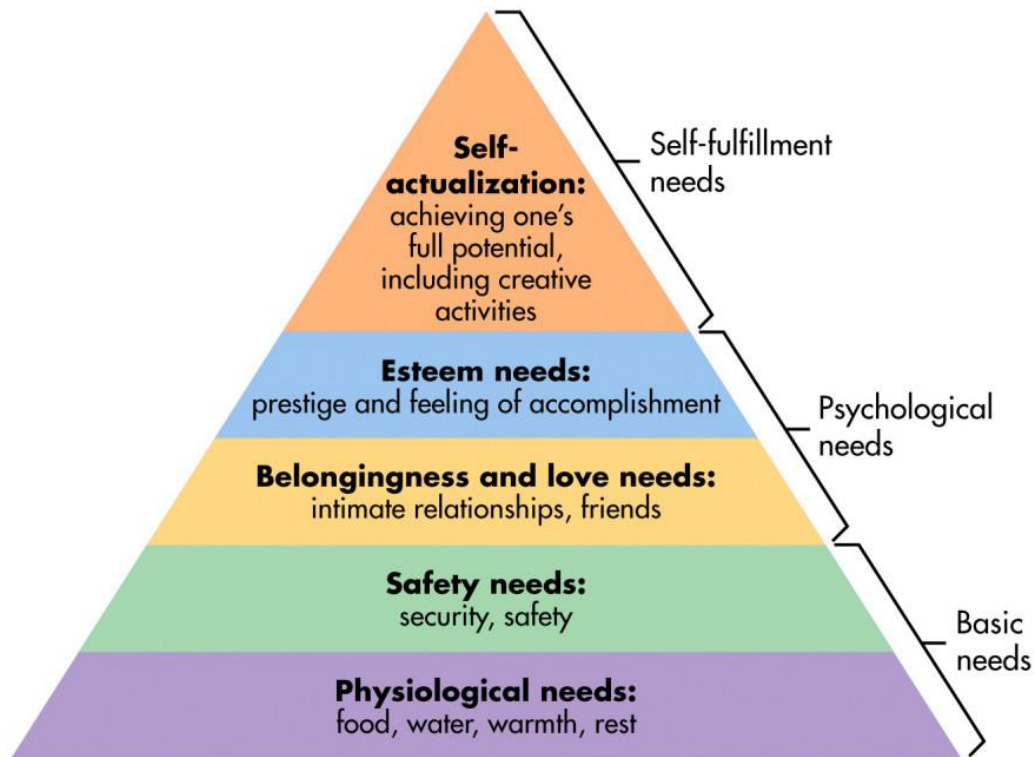 Self-
actualization:
achieving one's
full potential,
including creative
activities
Self-fulfillment
needs
Esteem needs:
prestige and feeling of accomplishment
Psychological
needs
Belongingness and love needs:
intimate relationships, friends
Safety needs:
security, safety
Basic
needs
Physiological needs:
food, water, warmth, rest